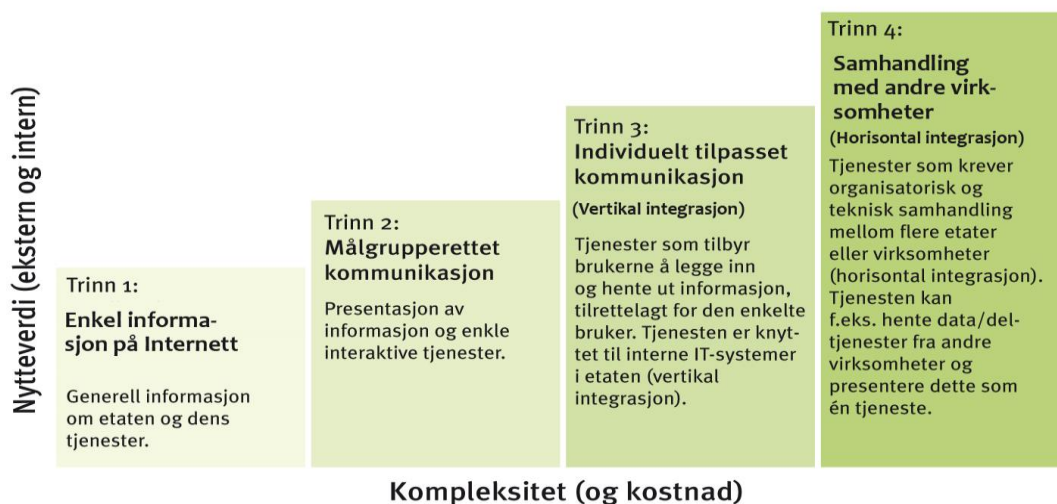 Nytteverdi (ekstern og intern)
Trinn 1:
Enkel informa-
sjon på Internett
Generell informasjon
om etaten og dens
tjenester.
Trinn 2:
Målgrupperettet
kommunikasjon
Presentasjon av
informasjon og enkle
interaktive tjenester.
Trinn 3:
Individuelt tilpasset
kommunikasjon
(Vertikal integrasjon)
Tjenester som tilbyr
brukerne å legge inn
og hente ut informasjon,
tilrettelagt for den enkelte
bruker. Tjenesten er knyt-
tet til interne IT-systemer
i etaten (vertikal
integrasjon).
Trinn 4:
Samhandling
med andre virk-
somheter
(Horisontal integrasjon)
Tjenester som krever
organisatorisk og
teknisk samhandling
mellom flere etater
eller virksomheter
(horisontal integrasjon).
Tjenesten kan
f.eks. hente data/del-
tjenester fra andre
virksomheter og
presentere dette som
én tjeneste.
Kompleksitet (og kostnad)